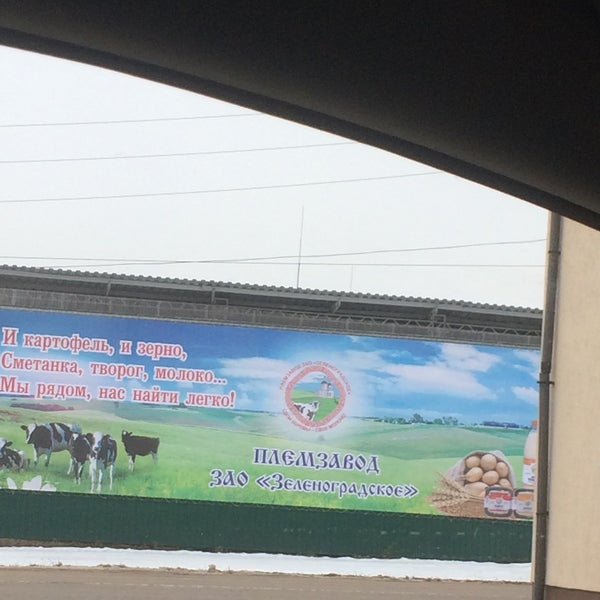 И картофель, и зерно,
Сметанка, творог, молоко...
Мы рядом, нас найти легко!
ПЛЕМЗАВОД
ЗАО «Зеленоградское»